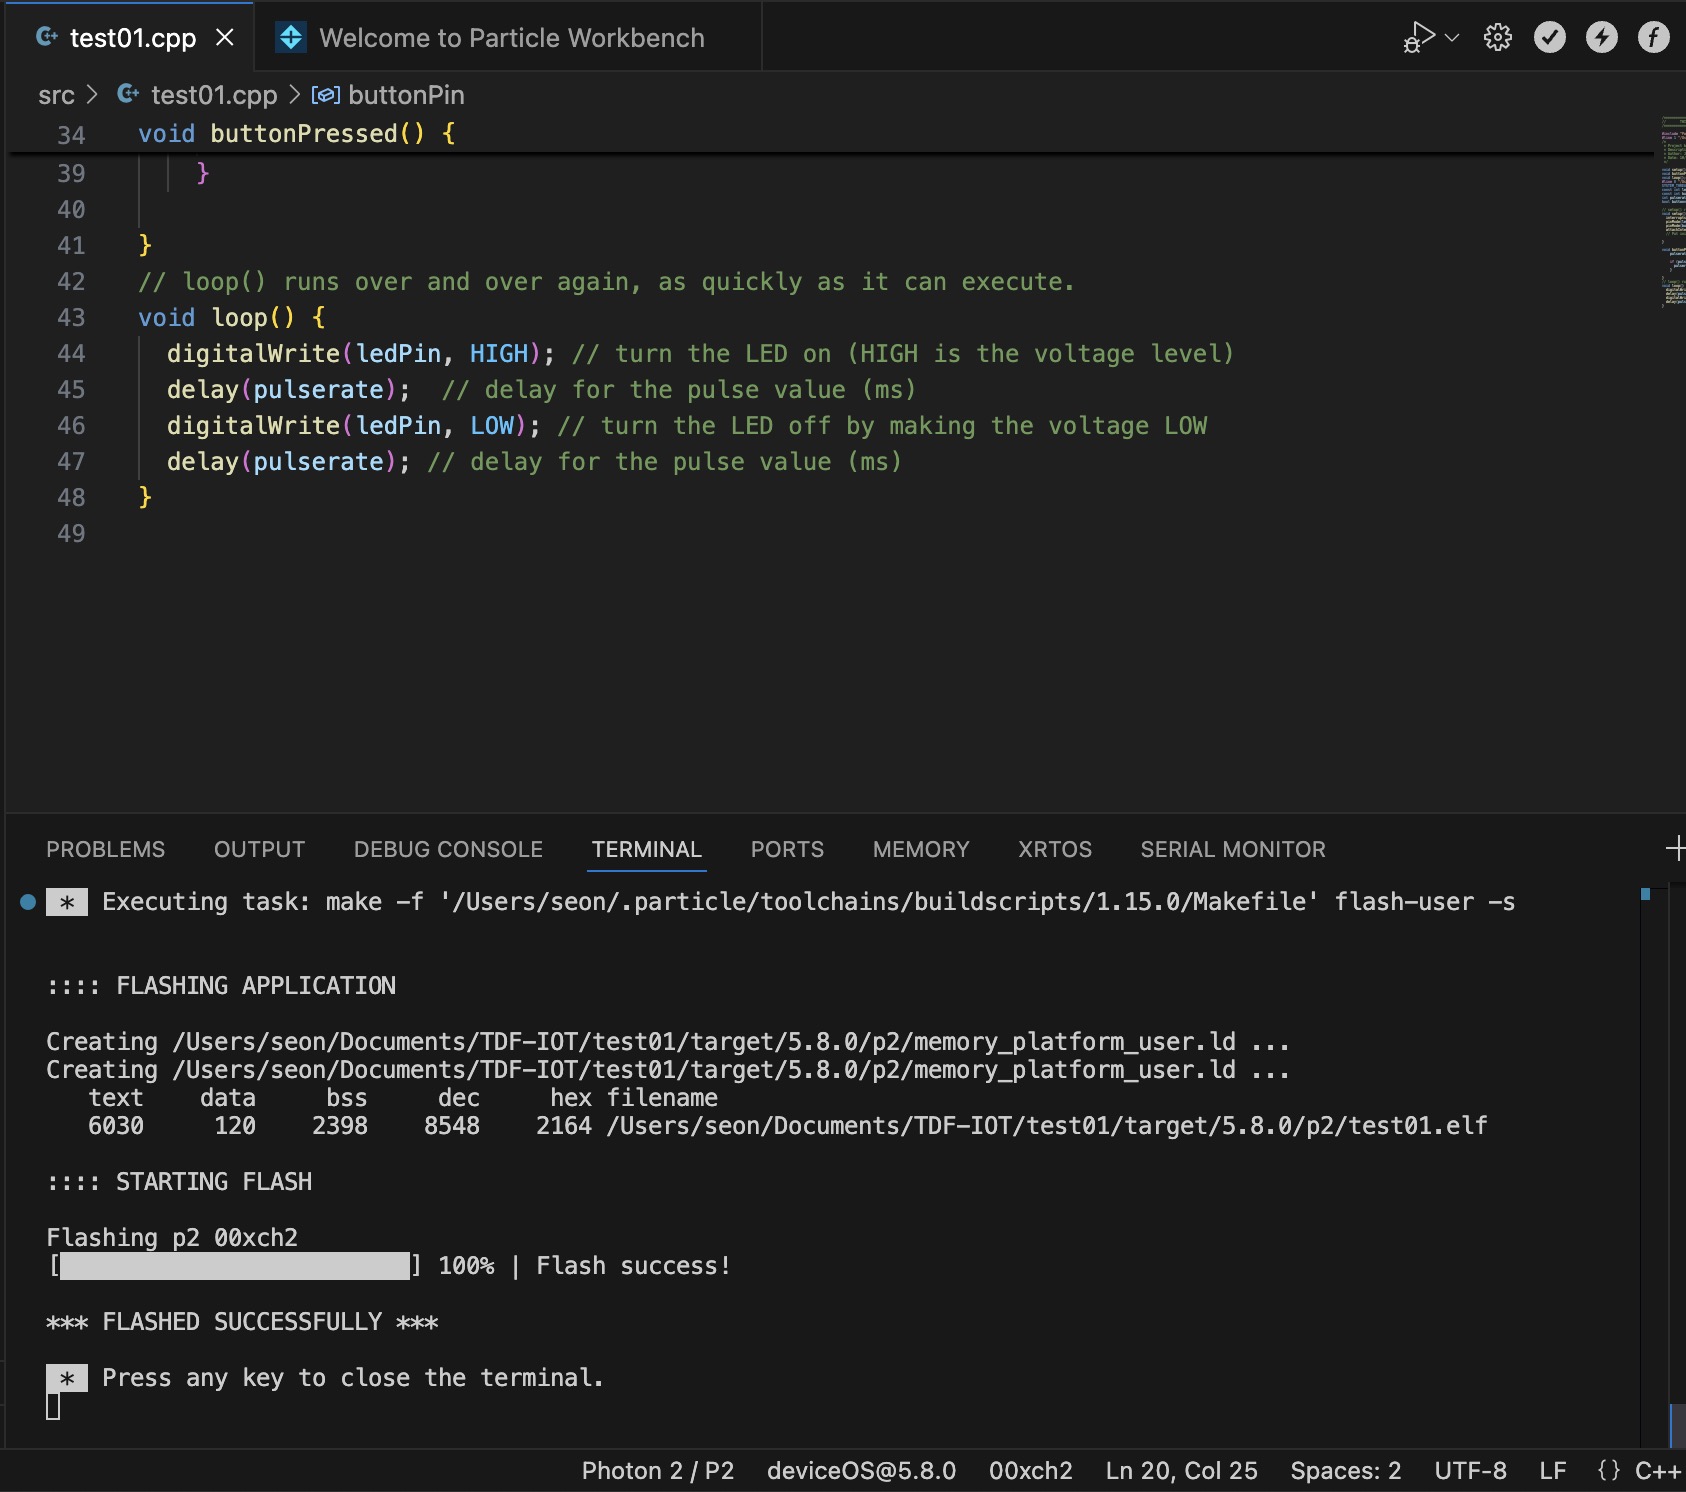 test01.cpp
Welcome to Particle Workbench
src > test01.cpp > buttonPin
34 void buttonPressed() {
39 }
40
41 }
42 // loop() runs over and over again, as quickly as it can execute.
43 void loop() {
44 digitalWrite(ledPin, HIGH); // turn the LED on (HIGH is the voltage level)
45 delay(pulserate); // delay for the pulse value (ms)
46 digitalWrite(ledPin, LOW); // turn the LED off by making the voltage LOW
47 delay(pulserate); // delay for the pulse value (ms)
48 }
49
PROBLEMS OUTPUT DEBUG CONSOLE TERMINAL PORTS MEMORY XRTOS SERIAL MONITOR
* Executing task: make -f '/Users/seon/.particle/toolchains/buildscripts/1.15.0/Makefile' flash-user -s
:::: FLASHING APPLICATION
Creating /Users/seon/Documents/TDF-IOT/test01/target/5.8.0/p2/memory_platform_user.ld ...
Creating /Users/seon/Documents/TDF-IOT/test01/target/5.8.0/p2/memory_platform_user.ld ...
text data bss dec hex filename
6030 120 2398 8548 2164 /Users/seon/Documents/TDF-IOT/test01/target/5.8.0/p2/test01.elf
:::: STARTING FLASH
Flashing p2 00xch2
[ ] 100% | Flash success!
*** FLASHED SUCCESSFULLY ***
* Press any key to close the terminal.
Photon 2 / P2 deviceOS@5.8.0 00xch2 Ln 20, Col 25 Spaces: 2 UTF-8 LF {} C++